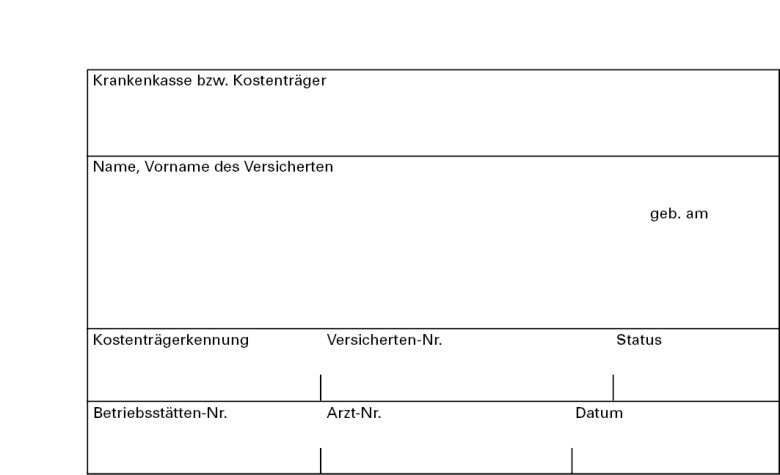 Krankenkasse bzw. Kostenträger
Name, Vorname des Versicherten
geb. am
Kostenträgerkennung Versicherten-Nr. Status
Betriebsstätten-Nr. Arzt-Nr. Datum